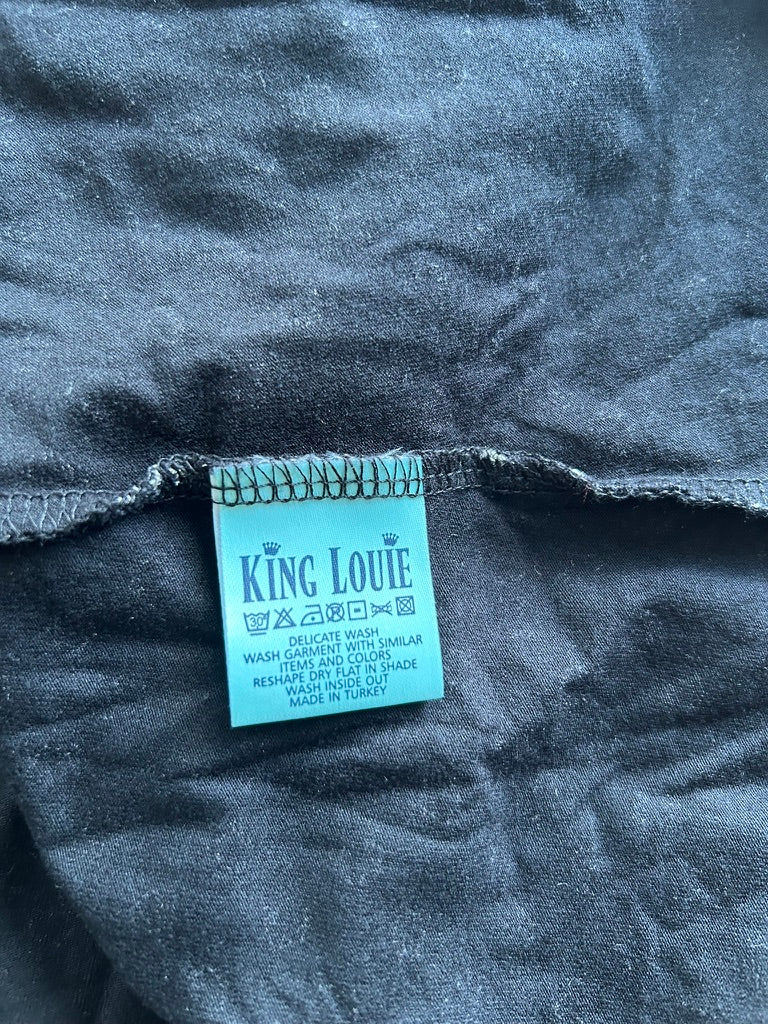 KING LOUIE
30
DELICATE WASH
WASH GARMENT WITH SIMILAR
ITEMS AND COLORS
RESHAPE DRY FLAT IN SHADE
WASH INSIDE OUT
MADE IN TURKEY